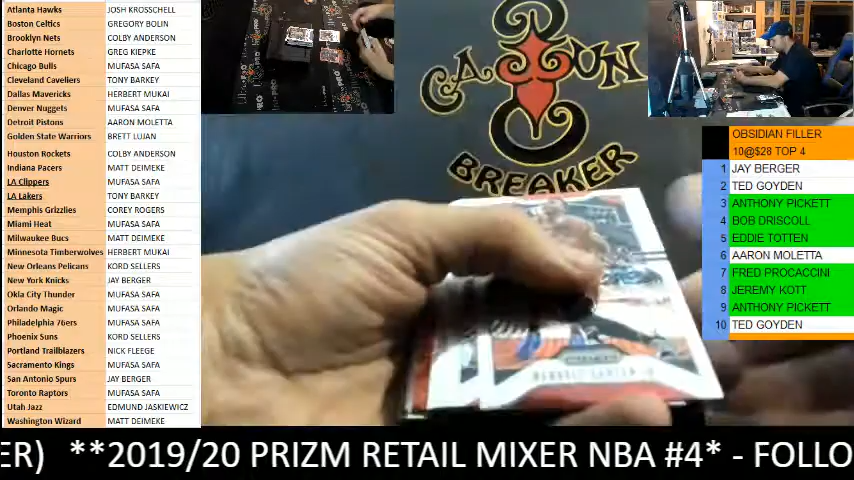 Atlanta Hawks JOSH KROSSCHELL
Boston Celtics GREGORY BOLIN
Brooklyn Nets COLBY ANDERSON
Charlotte Hornets GREG KIEPKE
Chicago Bulls MUFASA SAFA
Cleveland Cavaliers TONY BARKEY
Dallas Mavericks HERBERT MUKAI
Denver Nuggets MUFASA SAFA
Detroit Pistons AARON MOLETTA
Golden State Warriors BRETT LUJAN
Houston Rockets COLBY ANDERSON
Indiana Pacers MATT DEIMEKE
LA Clippers MUFASA SAFA
LA Lakers TONY BARKEY
Memphis Grizzlies COREY ROGERS
Miami Heat MUFASA SAFA
Milwaukee Bucs MATT DEIMEKE
Minnesota Timberwolves HERBERT MUKAI
New Orleans Pelicans KORD SELLERS
New York Knicks JAY BERGER
Okla City Thunder MUFASA SAFA
Orlando Magic MUFASA SAFA
Philadelphia 76ers MUFASA SAFA
Phoenix Suns KORD SELLERS
Portland Trailblazers NICK FLEEGE
Sacramento Kings MUFASA SAFA
San Antonio Spurs JAY BERGER
Toronto Raptors MUFASA SAFA
Utah Jazz EDMUND JASKIEWICZ
Washington Wizard MATT DEIMEKE
CAJUN
BREAKER
OBSIDIAN FILLER
10@$28 TOP 4
1 JAY BERGER
2 TED GOYDEN
3 ANTHONY PICKETT
4 BOB DRISCOLL
5 EDDIE TOTTEN
6 AARON MOLETTA
7 FRED PROCACCINI
8 JEREMY KOTT
9 ANTHONY PICKETT
10 TED GOYDEN
ER) **2019/20 PRIZM RETAIL MIXER NBA #4* - FOLLO